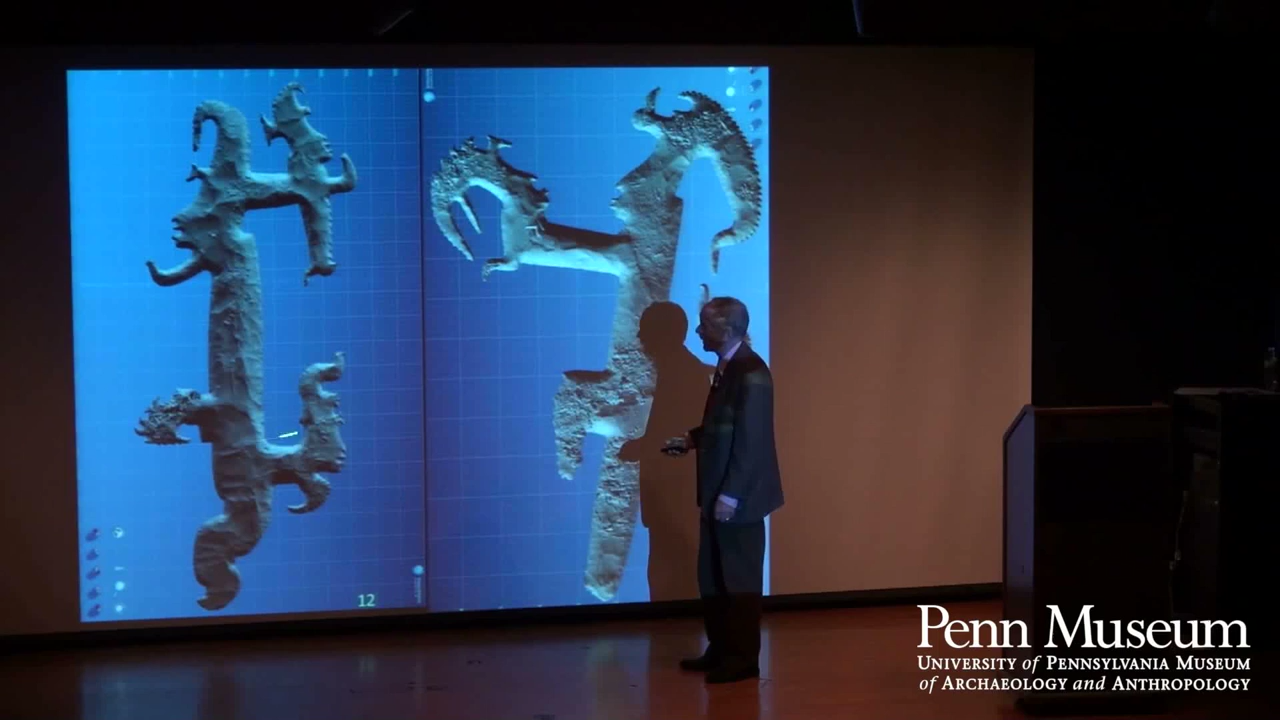 12
Penn Museum
UNIVERSITY of PENNSYLVANIA MUSEUM
of ARCHAEOLOGY and ANTHROPOLOGY